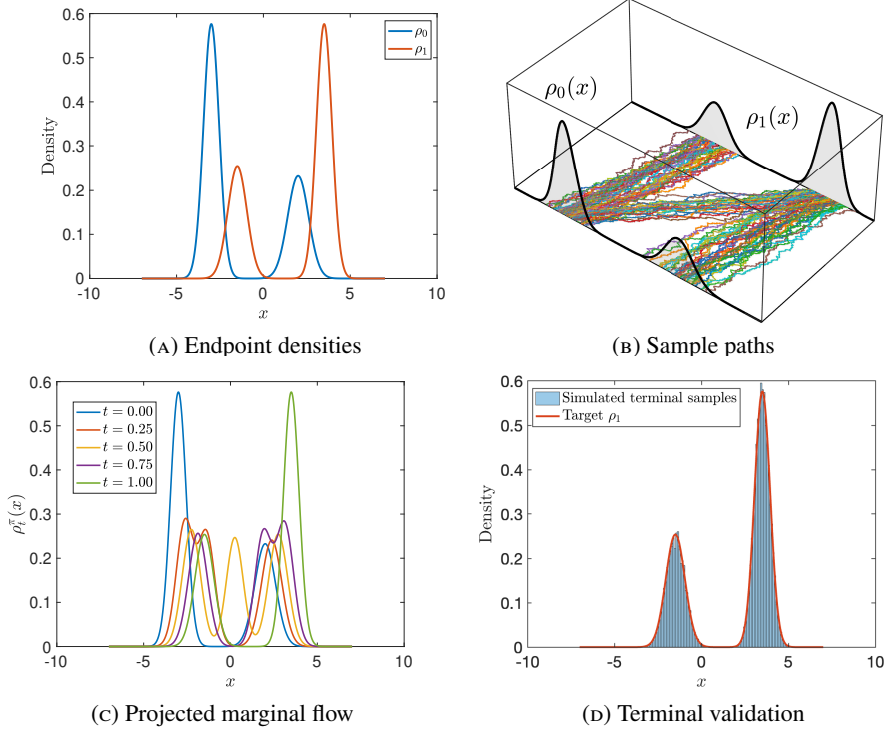 0.6
0.5
0.4
0.3
0.2
0.1
0
Density
-10 -5 0 5 10
x
ρ₀
ρ₁
(A) Endpoint densities
ρ₀(x)
ρ₁(x)
(B) Sample paths
0.6
0.5
0.4
0.3
0.2
0.1
0
ρ_t^π̄(x)
t = 0.00
t = 0.25
t = 0.50
t = 0.75
t = 1.00
-10 -5 0 5 10
x
(C) Projected marginal flow
0.6
0.5
0.4
0.3
0.2
0.1
0
Density
Simulated terminal samples
Target ρ₁
-10 -5 0 5 10
x
(D) Terminal validation